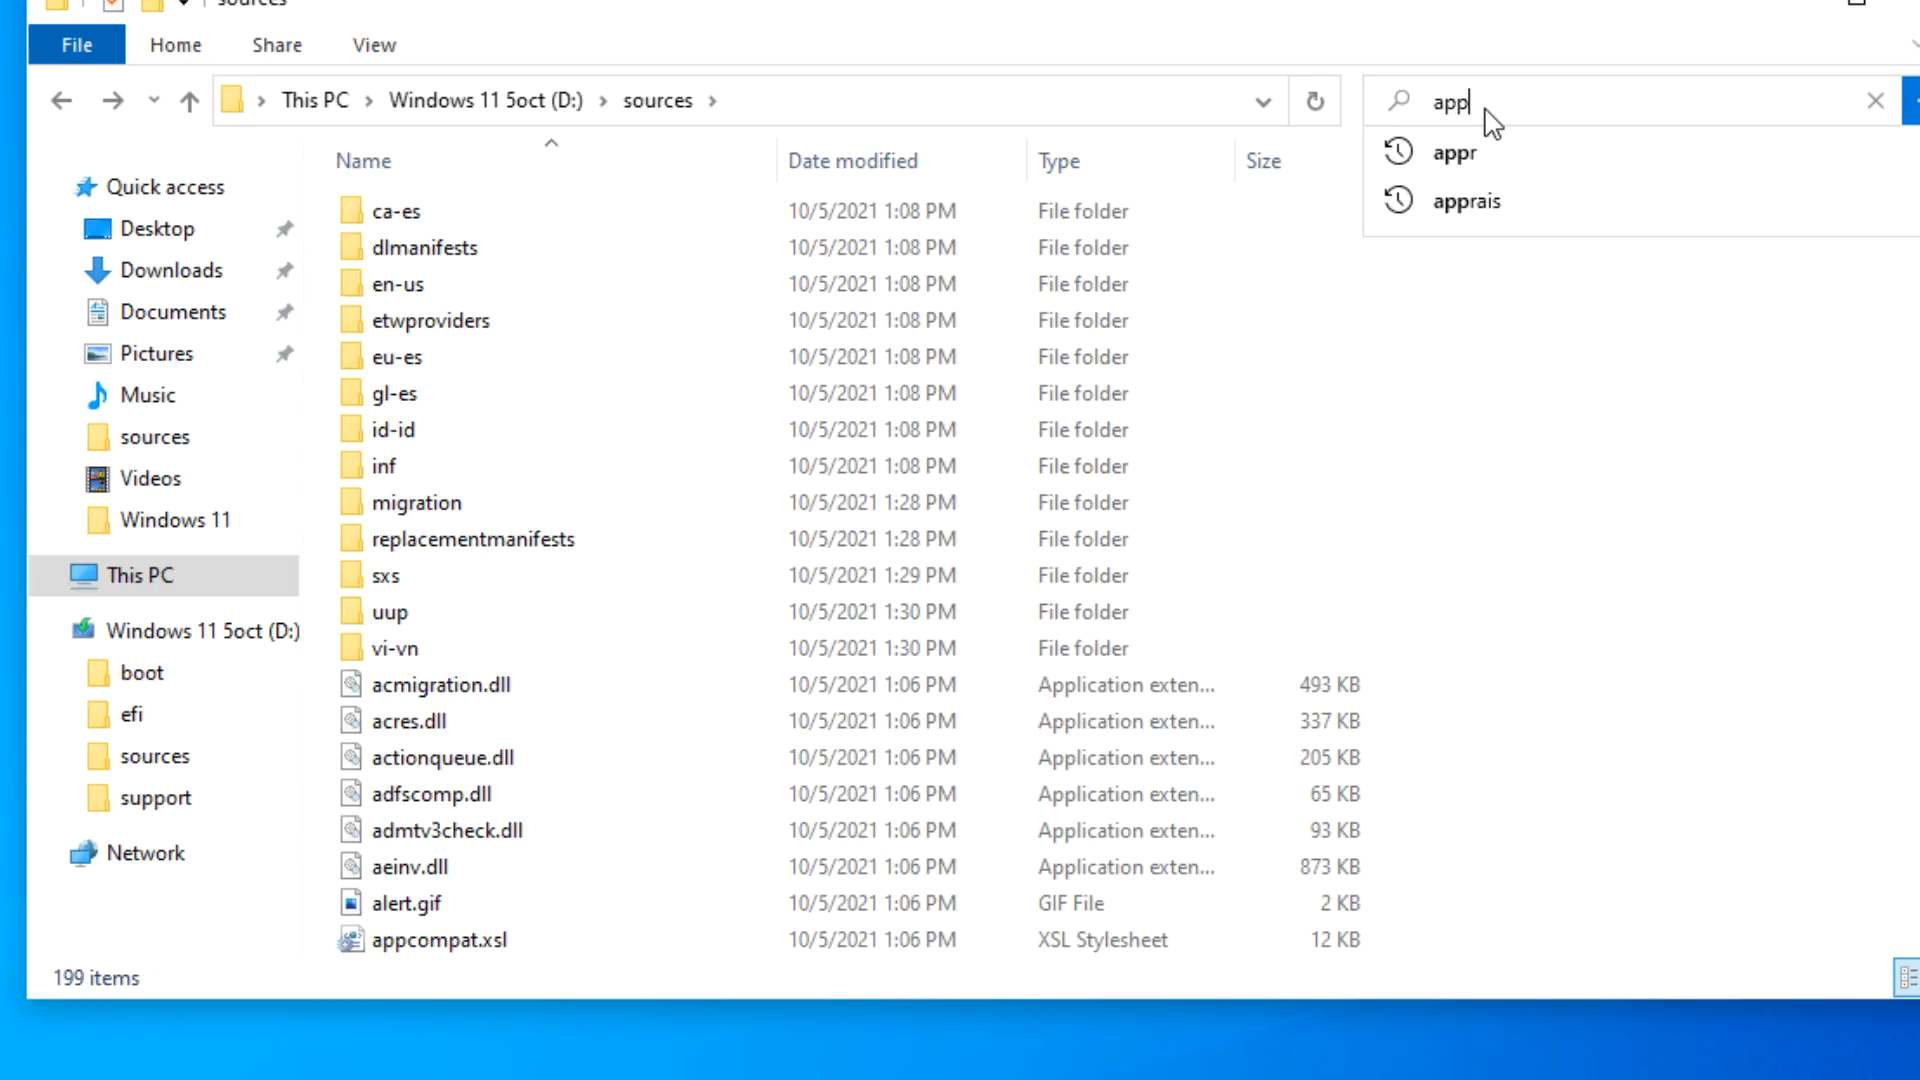 sources
File Home Share View
This PC Windows 11 5oct (D:) sources
app
appr
apprais
Name Date modified Type Size
Quick access
Desktop
Downloads
Documents
Pictures
Music
sources
Videos
Windows 11
This PC
Windows 11 5oct (D:)
boot
efi
sources
support
Network
ca-es 10/5/2021 1:08 PM File folder
dlmanifests 10/5/2021 1:08 PM File folder
en-us 10/5/2021 1:08 PM File folder
etwproviders 10/5/2021 1:08 PM File folder
eu-es 10/5/2021 1:08 PM File folder
gl-es 10/5/2021 1:08 PM File folder
id-id 10/5/2021 1:08 PM File folder
inf 10/5/2021 1:08 PM File folder
migration 10/5/2021 1:28 PM File folder
replacementmanifests 10/5/2021 1:28 PM File folder
sxs 10/5/2021 1:29 PM File folder
uup 10/5/2021 1:30 PM File folder
vi-vn 10/5/2021 1:30 PM File folder
acmigration.dll 10/5/2021 1:06 PM Application exten... 493 KB
acres.dll 10/5/2021 1:06 PM Application exten... 337 KB
actionqueue.dll 10/5/2021 1:06 PM Application exten... 205 KB
adfscomp.dll 10/5/2021 1:06 PM Application exten... 65 KB
admtv3check.dll 10/5/2021 1:06 PM Application exten... 93 KB
aeinv.dll 10/5/2021 1:06 PM Application exten... 873 KB
alert.gif 10/5/2021 1:06 PM GIF File 2 KB
appcompat.xsl 10/5/2021 1:06 PM XSL Stylesheet 12 KB
199 items